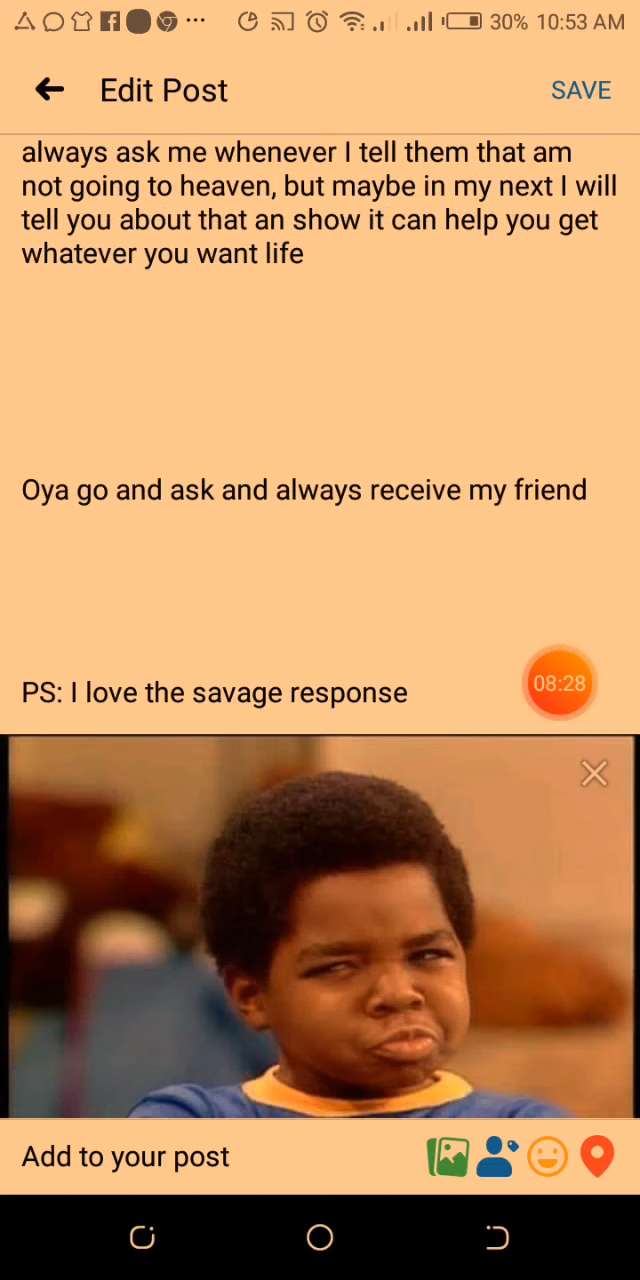 30% 10:53 AM
Edit Post
SAVE
always ask me whenever I tell them that am
not going to heaven, but maybe in my next I will
tell you about that an show it can help you get
whatever you want life
Oya go and ask and always receive my friend
08:28
PS: I love the savage response
Add to your post